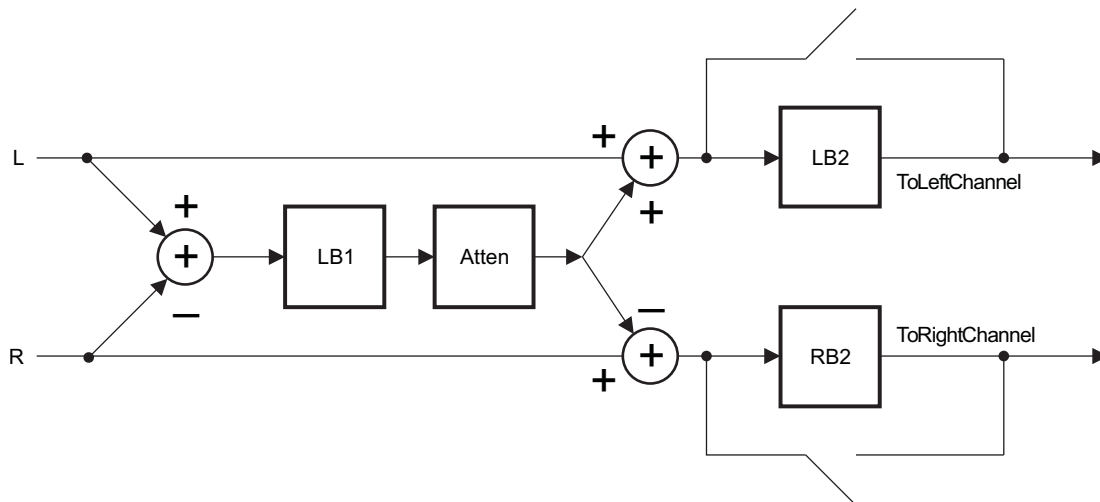 L
+
+
+
LB2
ToLeftChannel
+
+
LB1
Atten
−
−
ToRightChannel
R
+
RB2
+